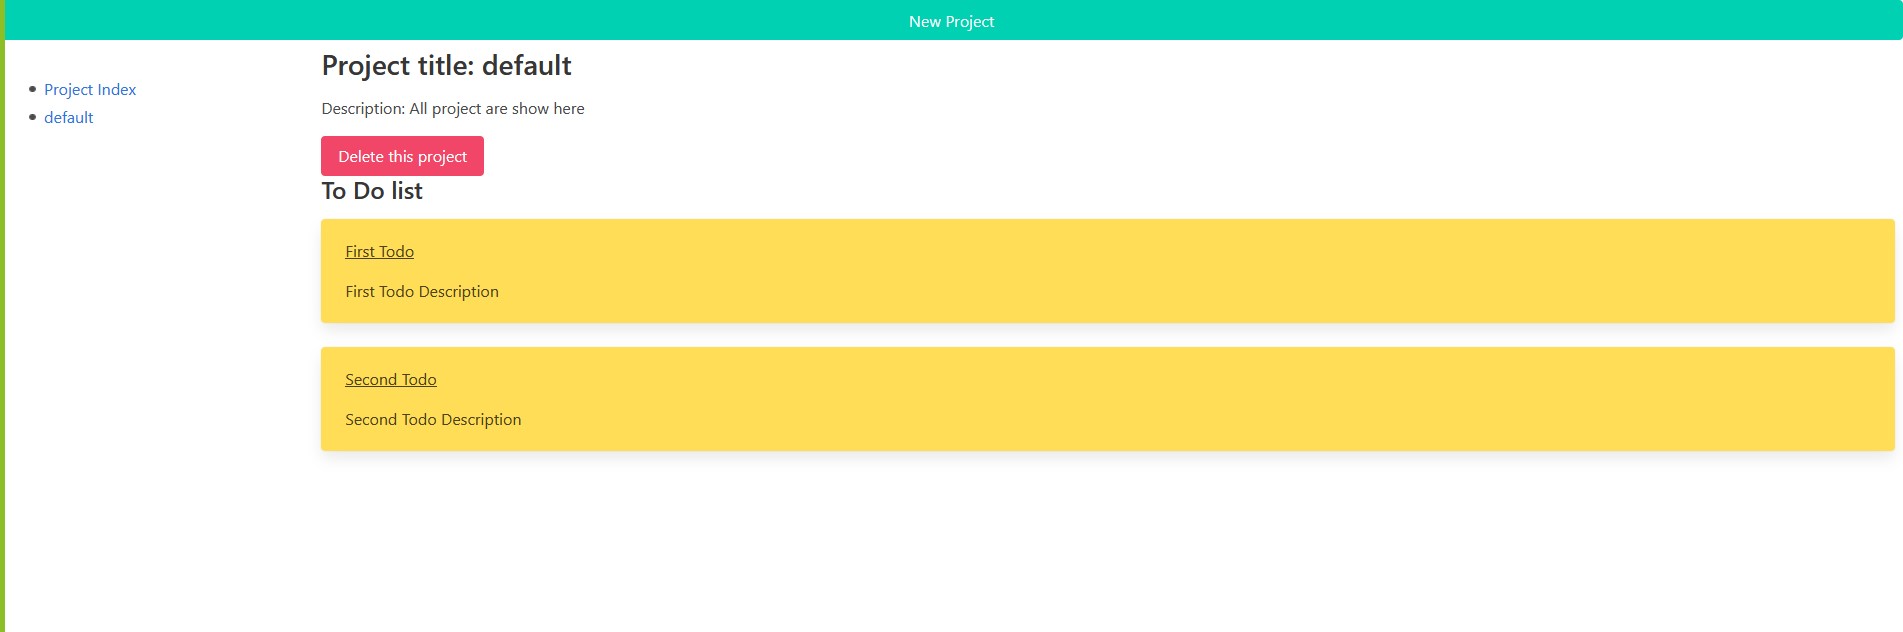 New Project
Project Index
default
Project title: default
Description: All project are show here
Delete this project
To Do list
First Todo
First Todo Description
Second Todo
Second Todo Description